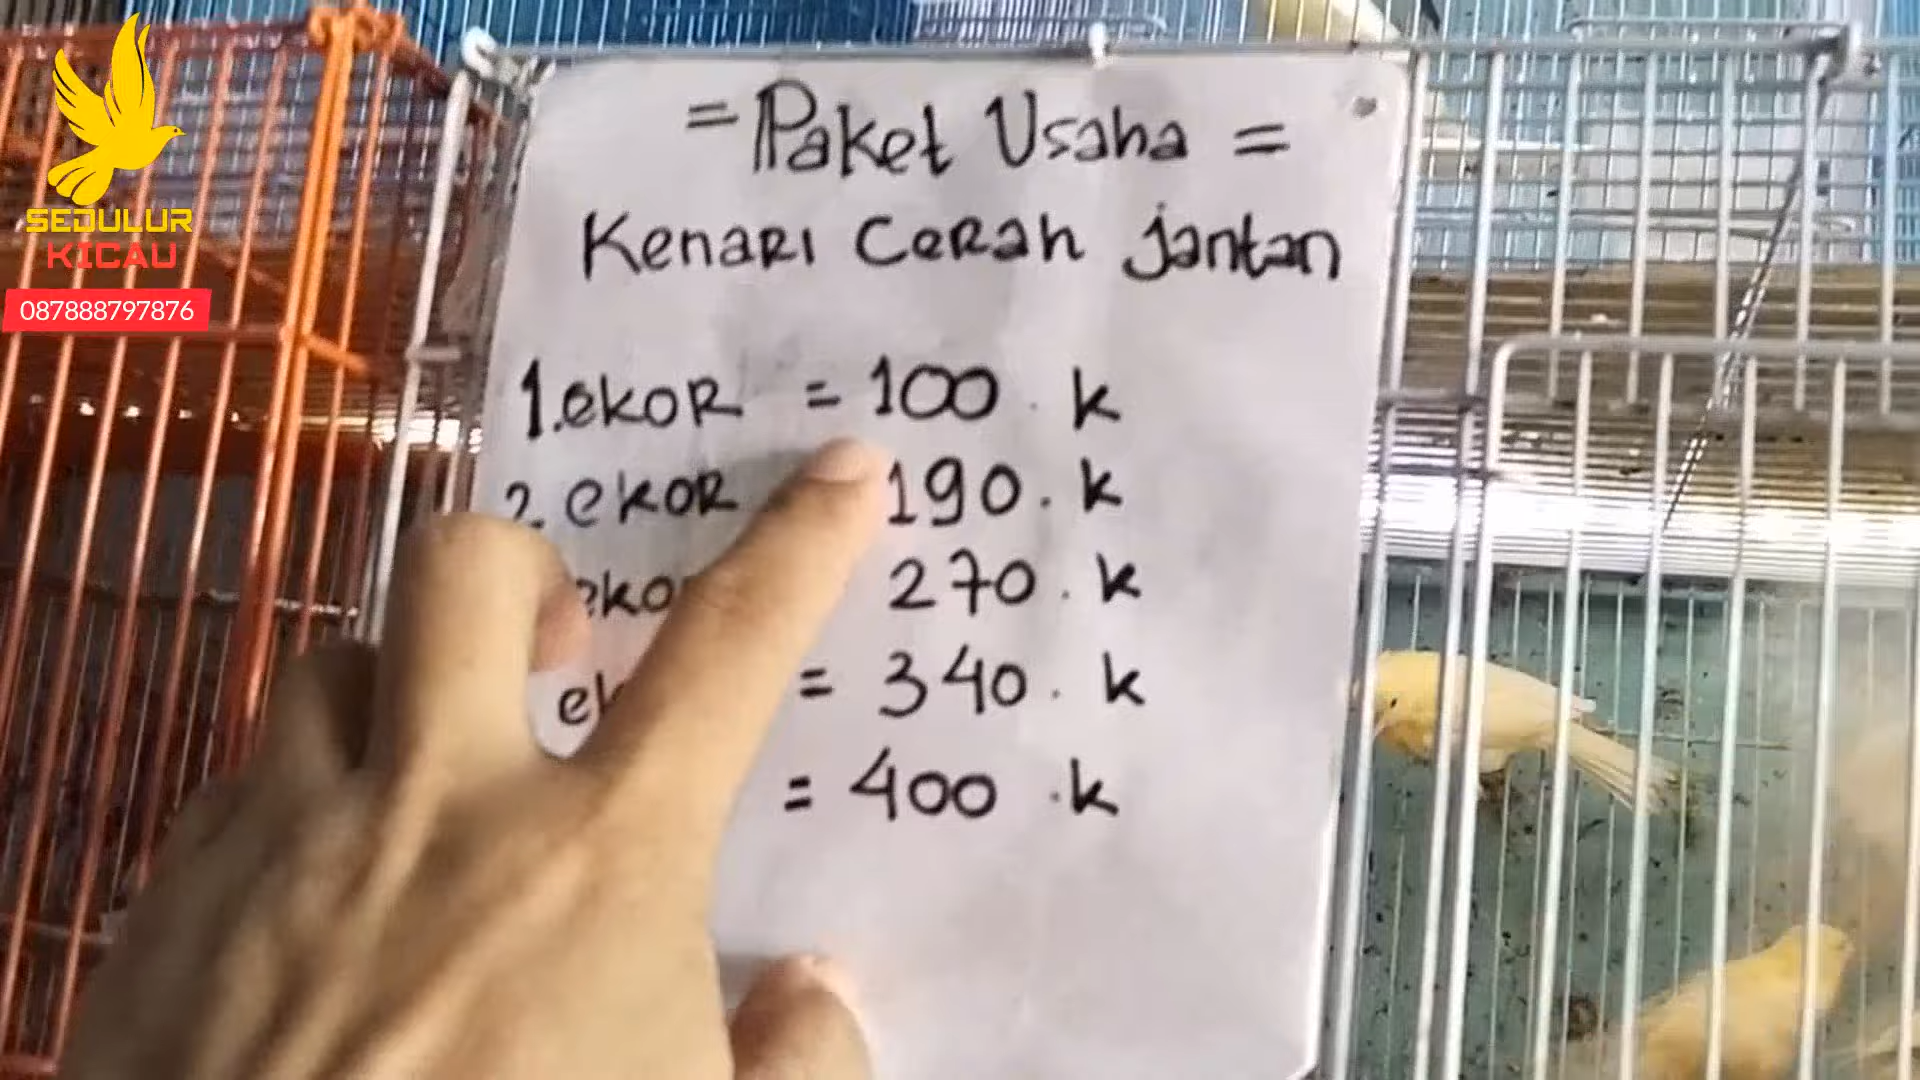 SEDULUR
KICAU
087888797876
= Paket Usaha =
Kenari Cerah jantan
1.ekor = 100 k
2.ekor 190.k
270.k
= 340.k
= 400.k